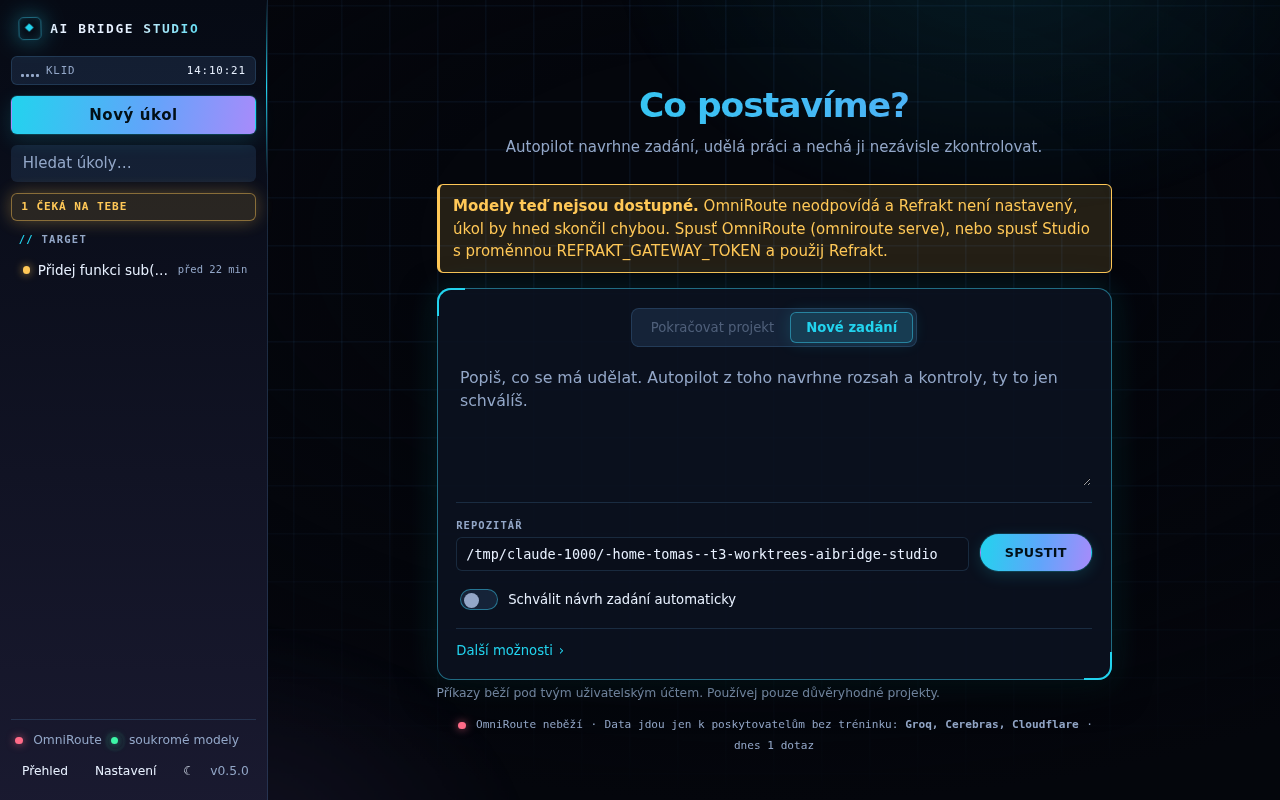 AI BRIDGE STUDIO
KLID 14:10:21
Nový úkol
Hledat úkoly…
1 ČEKÁ NA TEBE
// TARGET
Přidej funkci sub(… před 22 min
OmniRoute soukromé modely
Přehled Nastavení ☾ v0.5.0
Co postavíme?
Autopilot navrhne zadání, udělá práci a nechá ji nezávisle zkontrolovat.
Modely teď nejsou dostupné. OmniRoute neodpovídá a Refrakt není nastavený,
úkol by hned skončil chybou. Spusť OmniRoute (omniroute serve), nebo spusť Studio
s proměnnou REFRAKT_GATEWAY_TOKEN a použij Refrakt.
Pokračovat projekt Nové zadání
Popiš, co se má udělat. Autopilot z toho navrhne rozsah a kontroly, ty to jen
schválíš.
REPOZITÁŘ
/tmp/claude-1000/-home-tomas--t3-worktrees-aibridge-studio
SPUSTIT
Schválit návrh zadání automaticky
Další možnosti ›
Příkazy běží pod tvým uživatelským účtem. Používej pouze důvěryhodné projekty.
OmniRoute neběží · Data jdou jen k poskytovatelům bez tréninku: Groq, Cerebras, Cloudflare ·
dnes 1 dotaz